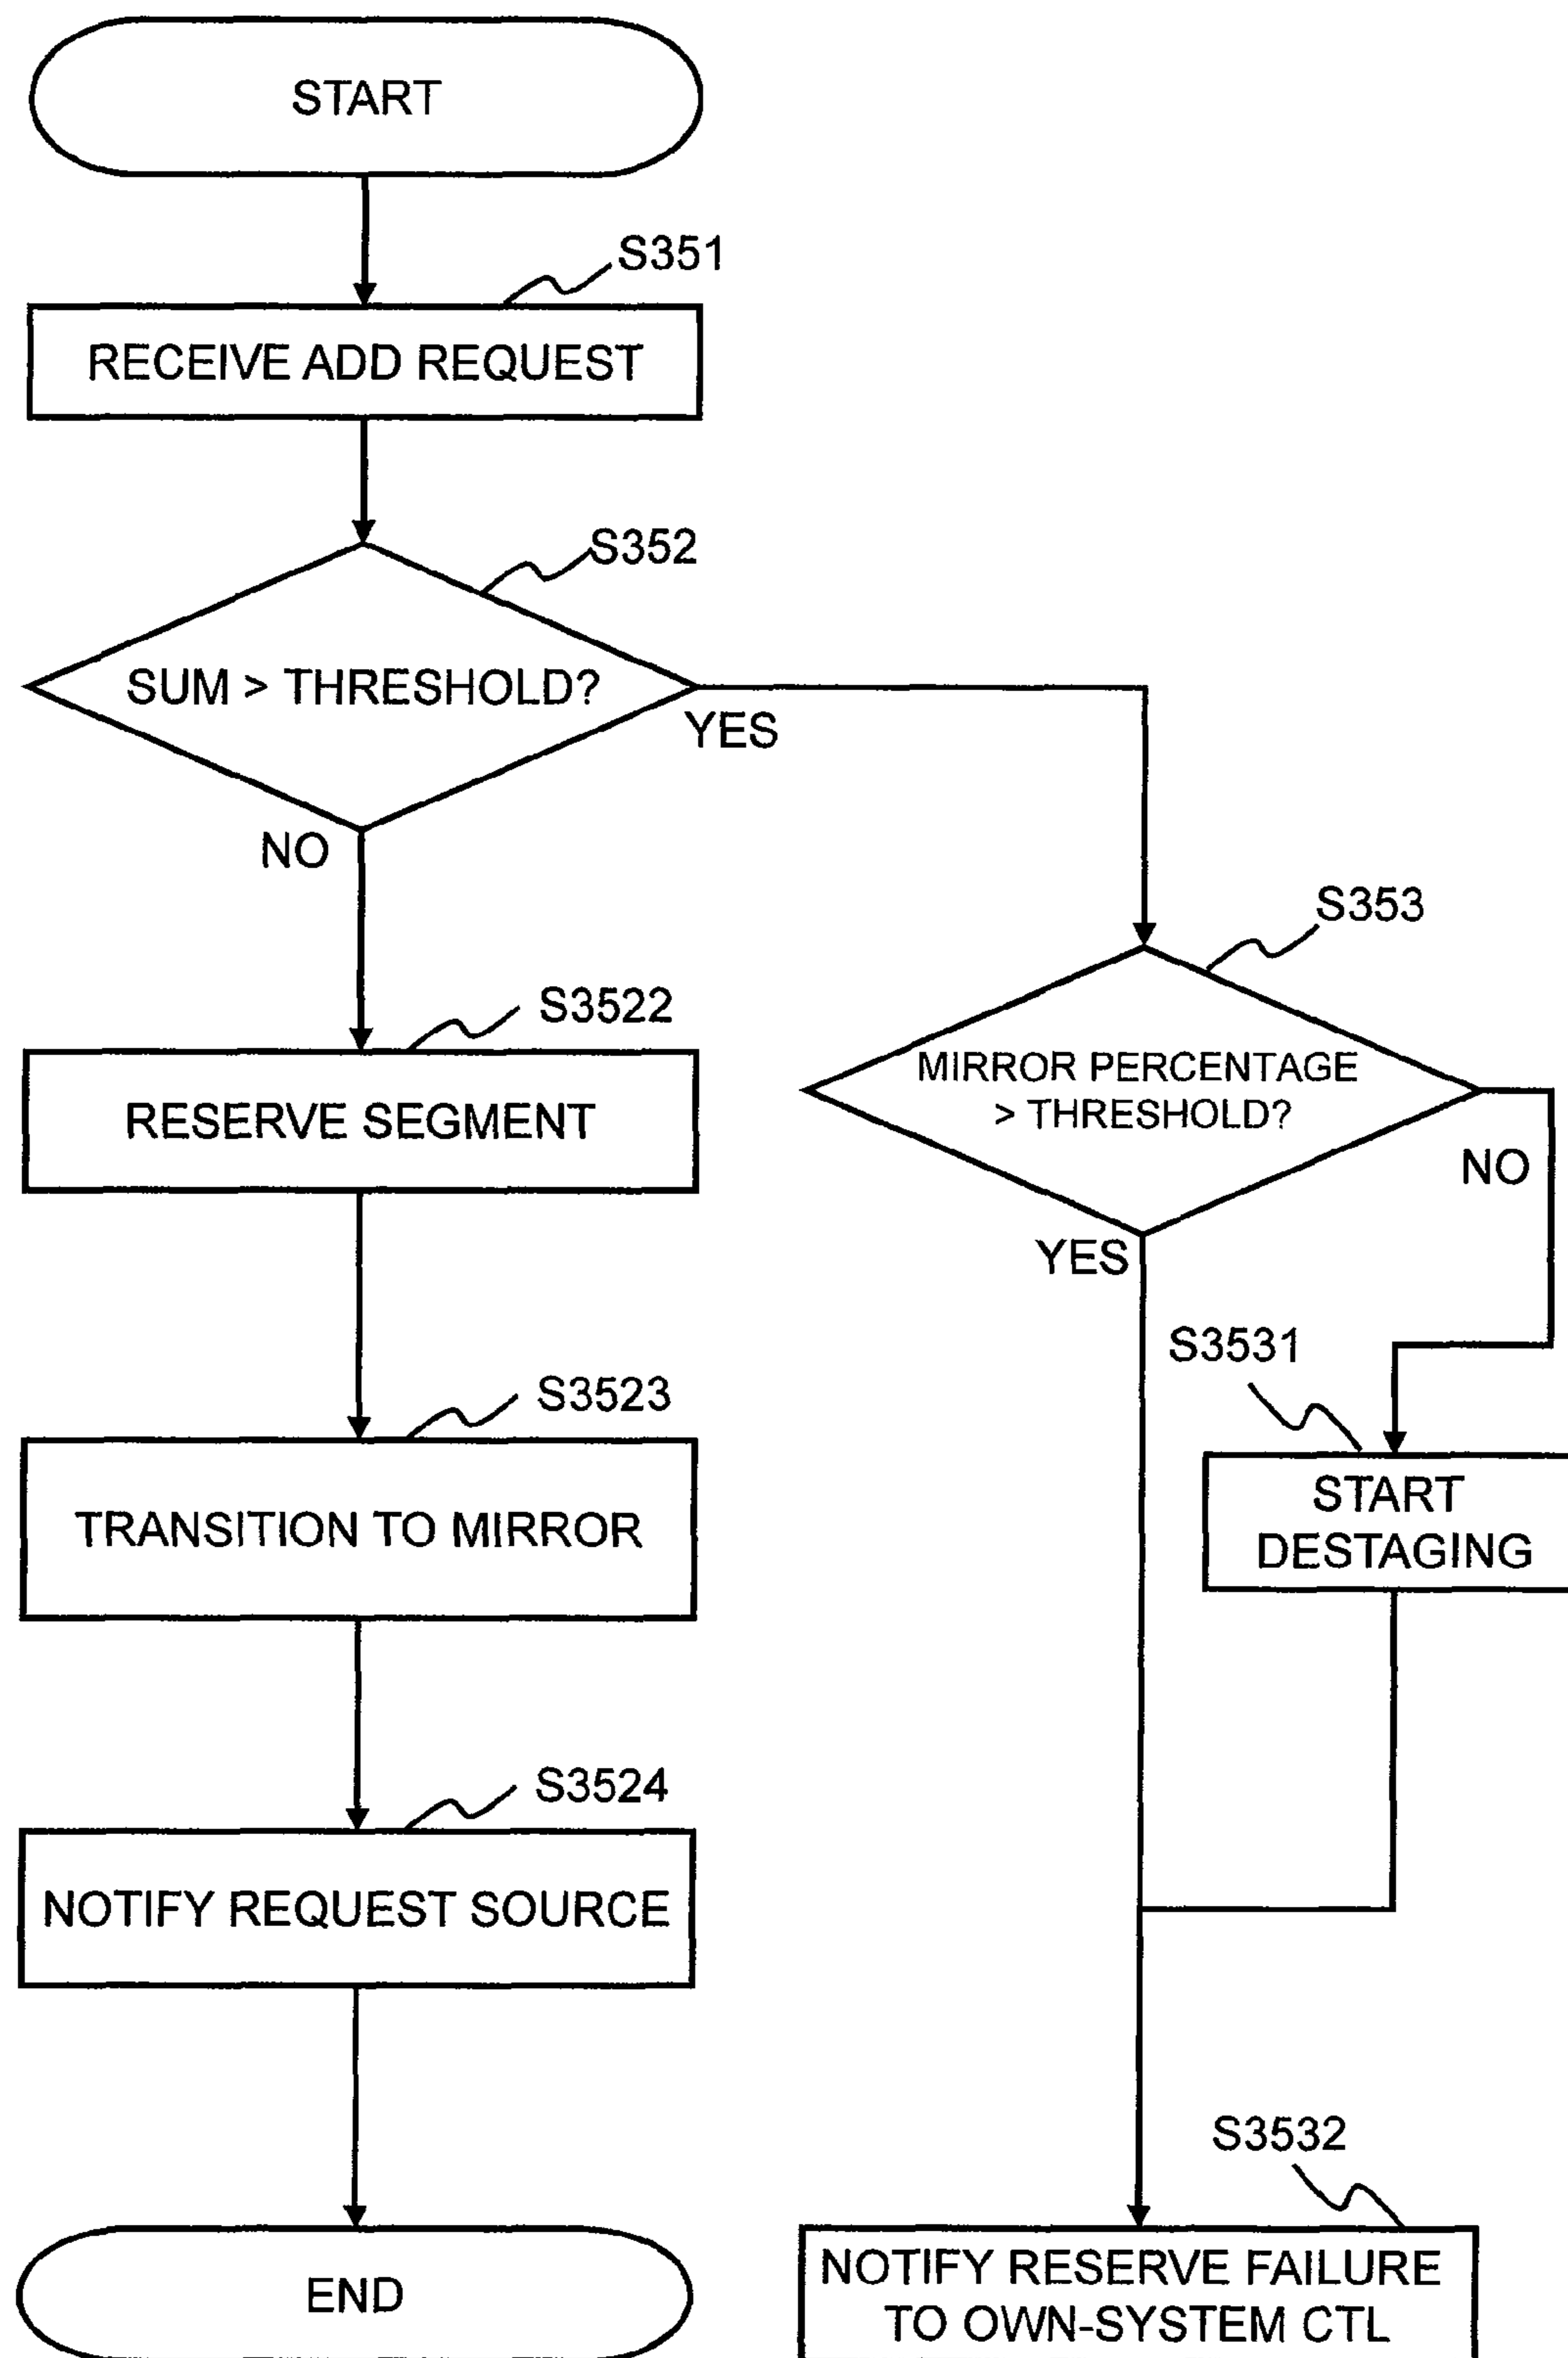 START
S351
RECEIVE ADD REQUEST
S352
SUM > THRESHOLD?
YES
NO
S353
MIRROR PERCENTAGE
> THRESHOLD?
NO
YES
S3522
RESERVE SEGMENT
S3531
START
DESTAGING
S3523
TRANSITION TO MIRROR
S3524
NOTIFY REQUEST SOURCE
S3532
NOTIFY RESERVE FAILURE
TO OWN-SYSTEM CTL
END